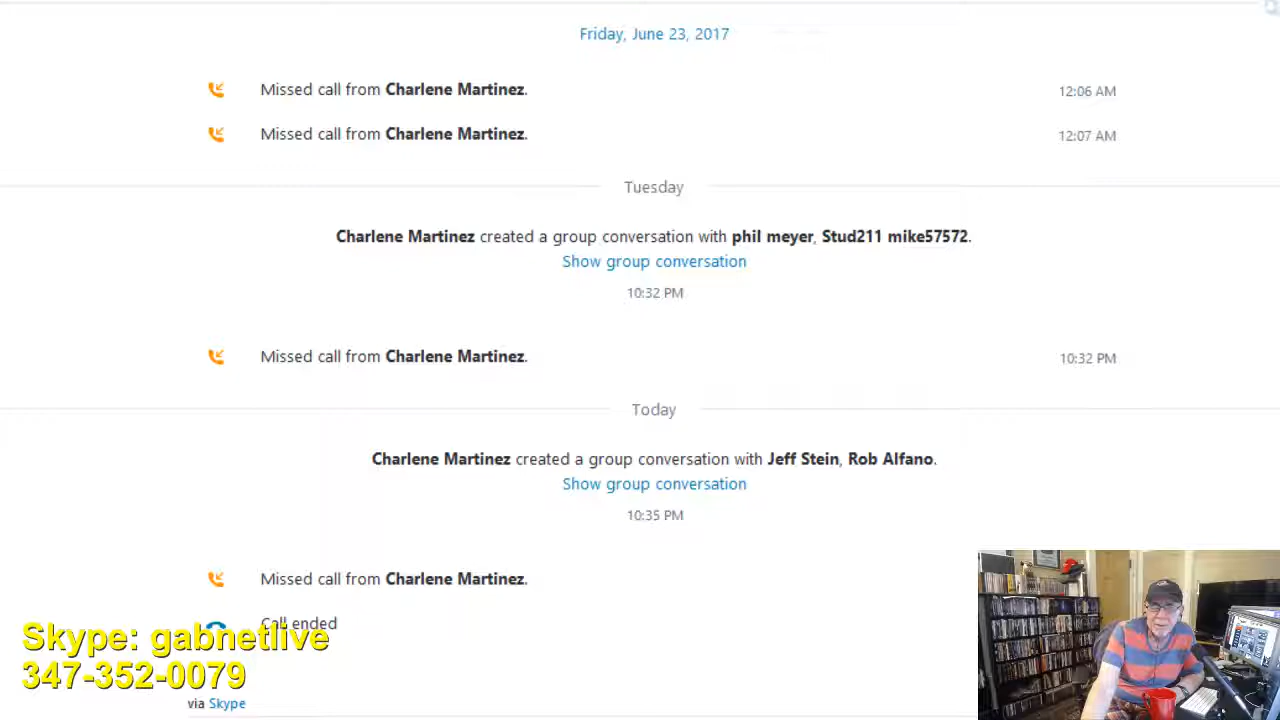 Friday, June 23, 2017
Missed call from Charlene Martinez. 12:06 AM
Missed call from Charlene Martinez. 12:07 AM
Tuesday
Charlene Martinez created a group conversation with phil meyer, Stud211 mike57572.
Show group conversation
10:32 PM
Missed call from Charlene Martinez. 10:32 PM
Today
Charlene Martinez created a group conversation with Jeff Stein, Rob Alfano.
Show group conversation
10:35 PM
Missed call from Charlene Martinez.
Call ended
Skype: gabnetlive
347-352-0079
via Skype